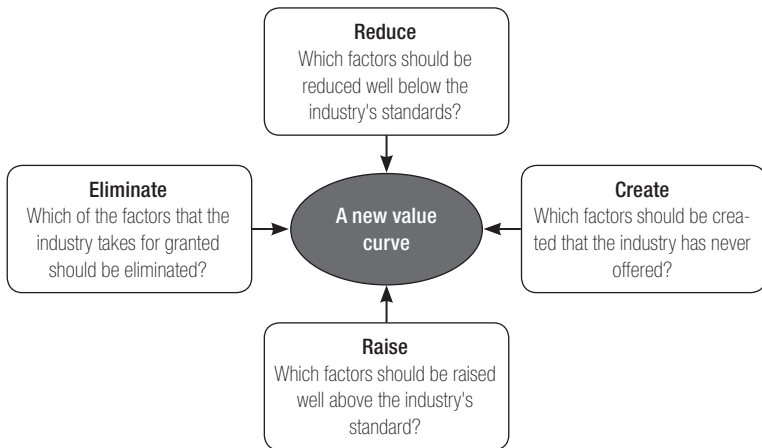 Reduce
Which factors should be
reduced well below the
industry's standards?
Eliminate
Which of the factors that the
industry takes for granted
should be eliminated?
A new value
curve
Create
Which factors should be crea-
ted that the industry has never
offered?
Raise
Which factors should be raised
well above the industry's
standard?